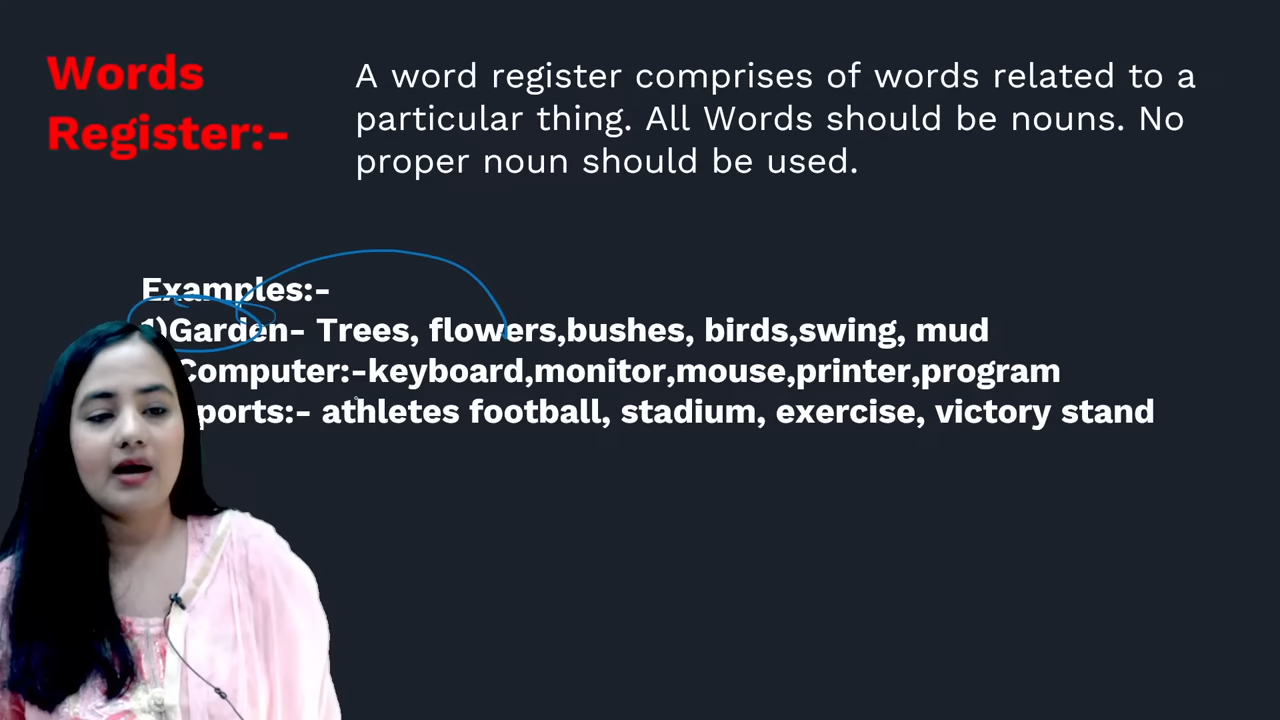 Words
Register:-
A word register comprises of words related to a
particular thing. All Words should be nouns. No
proper noun should be used.
Examples:-
1)Garden- Trees, flowers,bushes, birds,swing, mud
Computer:-keyboard,monitor,mouse,printer,program
ports:- athletes football, stadium, exercise, victory stand